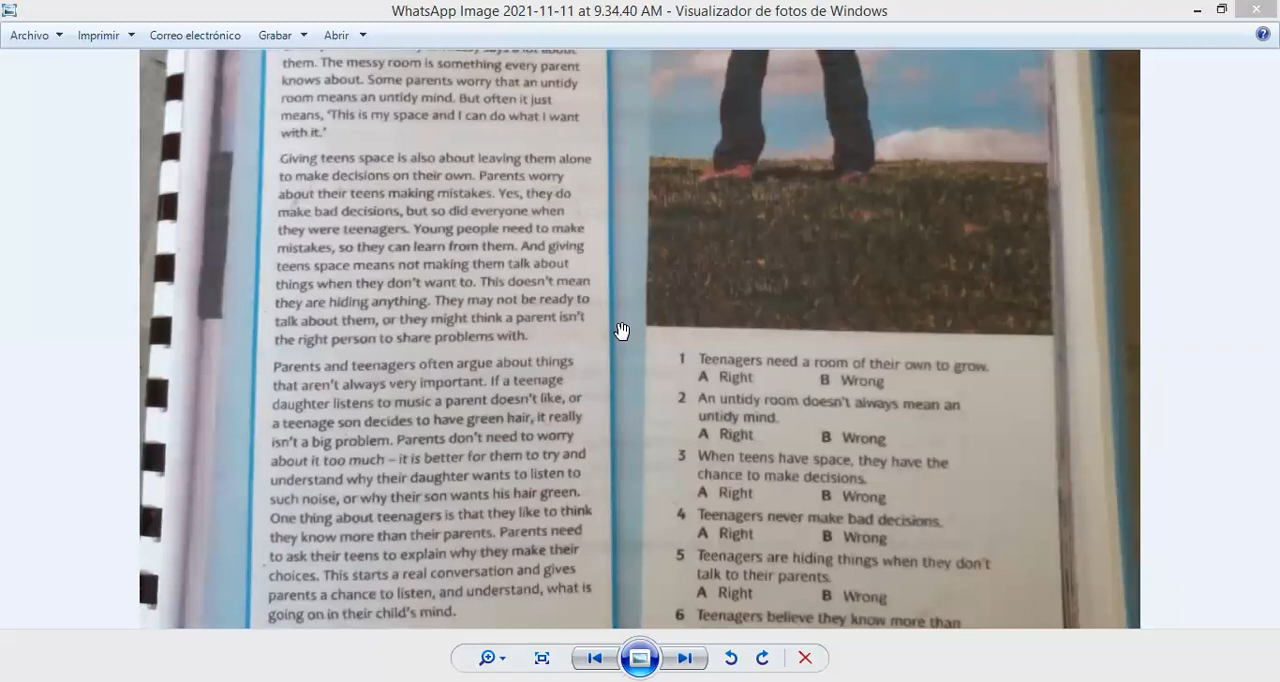 WhatsApp Image 2021-11-11 at 9.34.40 AM - Visualizador de fotos de Windows
Archivo Imprimir Correo electrónico Grabar Abrir
them. The messy room is something every parent
knows about. Some parents worry that an untidy
room means an untidy mind. But often it just
means, 'This is my space and I can do what I want
with it.'
Giving teens space is also about leaving them alone
to make decisions on their own. Parents worry
about their teens making mistakes. Yes, they do
make bad decisions, but so did everyone when
they were teenagers. Young people need to make
mistakes, so they can learn from them. And giving
teens space means not making them talk about
things when they don't want to. This doesn't mean
they are hiding anything. They may not be ready to
talk about them, or they might think a parent isn't
the right person to share problems with.
Parents and teenagers often argue about things
that aren't always very important. If a teenage
daughter listens to music a parent doesn't like, or
a teenage son decides to have green hair, it really
isn't a big problem. Parents don't need to worry
about it too much – it is better for them to try and
understand why their daughter wants to listen to
such noise, or why their son wants his hair green.
One thing about teenagers is that they like to think
they know more than their parents. Parents need
to ask their teens to explain why they make their
choices. This starts a real conversation and gives
parents a chance to listen, and understand, what is
going on in their child's mind.
1 Teenagers need a room of their own to grow.
A Right B Wrong
2 An untidy room doesn't always mean an
untidy mind.
A Right B Wrong
3 When teens have space, they have the
chance to make decisions.
A Right B Wrong
4 Teenagers never make bad decisions.
A Right B Wrong
5 Teenagers are hiding things when they don't
talk to their parents.
A Right B Wrong
6 Teenagers believe they know more than